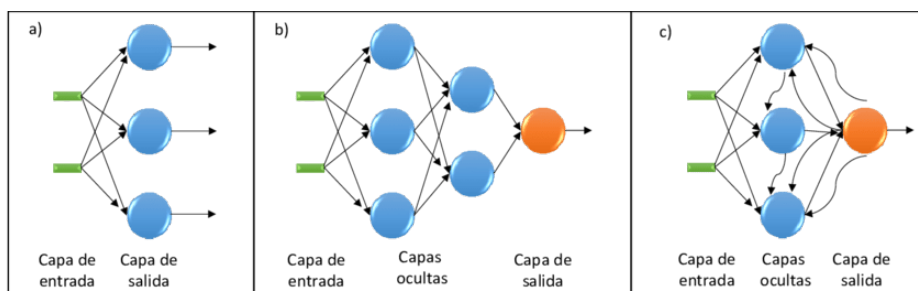 a)
Capa de
entrada
Capa de
salida
b)
Capa de
entrada
Capas
ocultas
Capa de
salida
c)
Capa de
entrada
Capas
ocultas
Capa de
salida